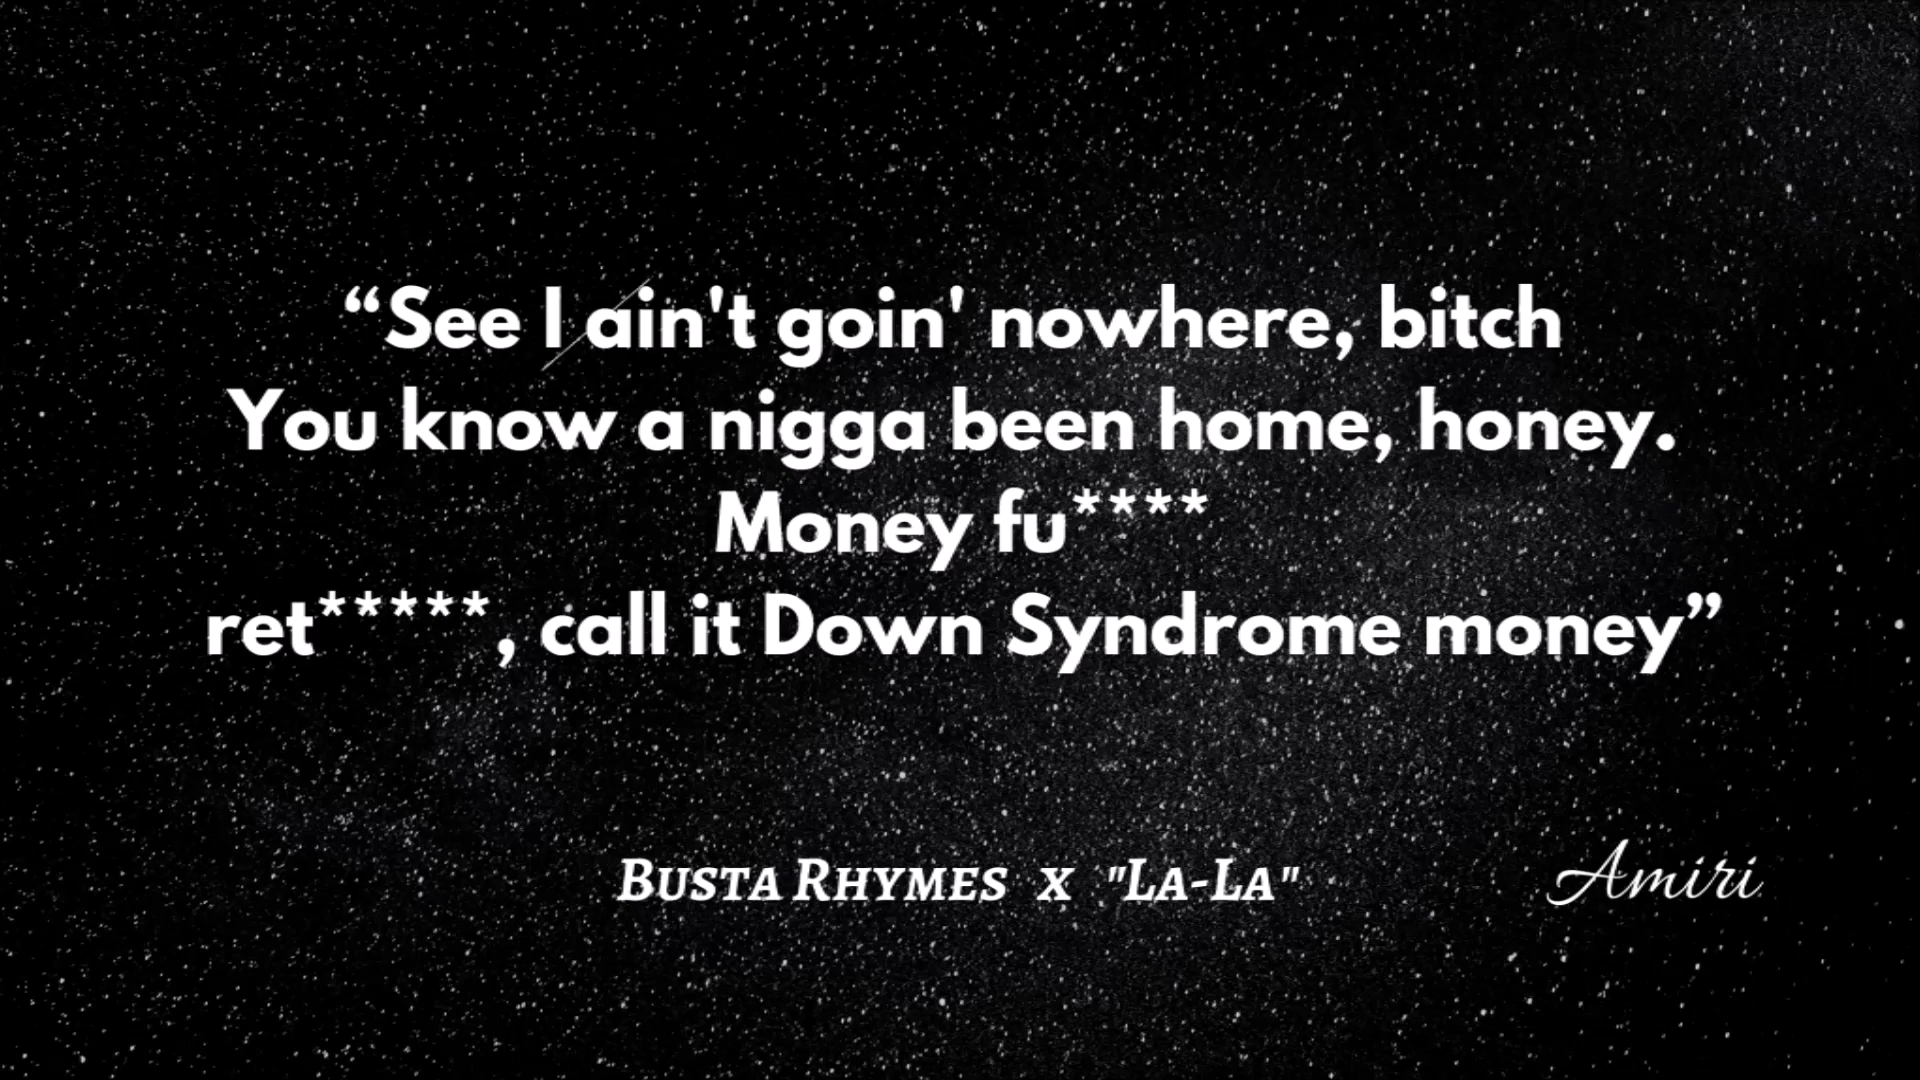 “See I ain't goin' nowhere, bitch
You know a nigga been home, honey.
Money fu****
ret*****, call it Down Syndrome money”
Busta Rhymes x "La-La"
Amiri